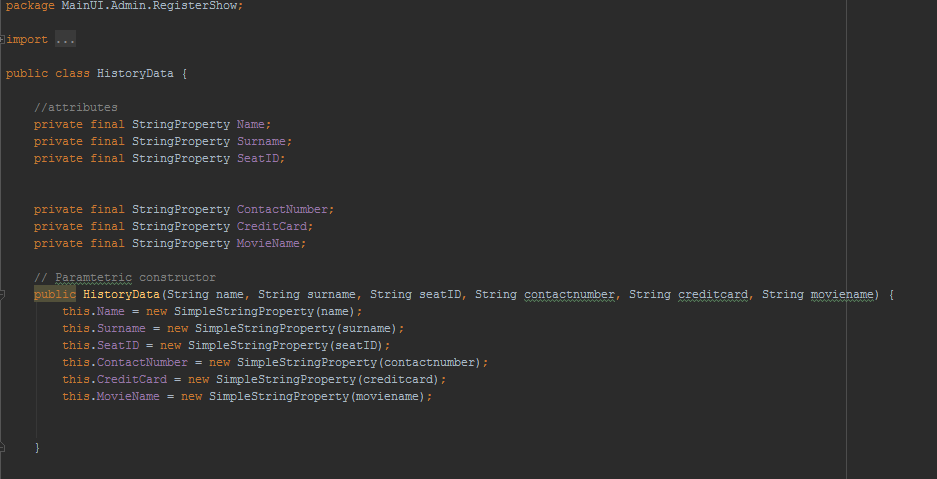 package MainUI.Admin.RegisterShow;
import ...
public class HistoryData {
//attributes
private final StringProperty Name;
private final StringProperty Surname;
private final StringProperty SeatID;
private final StringProperty ContactNumber;
private final StringProperty CreditCard;
private final StringProperty MovieName;
// Paramtetric constructor
public HistoryData(String name, String surname, String seatID, String contactnumber, String creditcard, String moviename) {
this.Name = new SimpleStringProperty(name);
this.Surname = new SimpleStringProperty(surname);
this.SeatID = new SimpleStringProperty(seatID);
this.ContactNumber = new SimpleStringProperty(contactnumber);
this.CreditCard = new SimpleStringProperty(creditcard);
this.MovieName = new SimpleStringProperty(moviename);
}